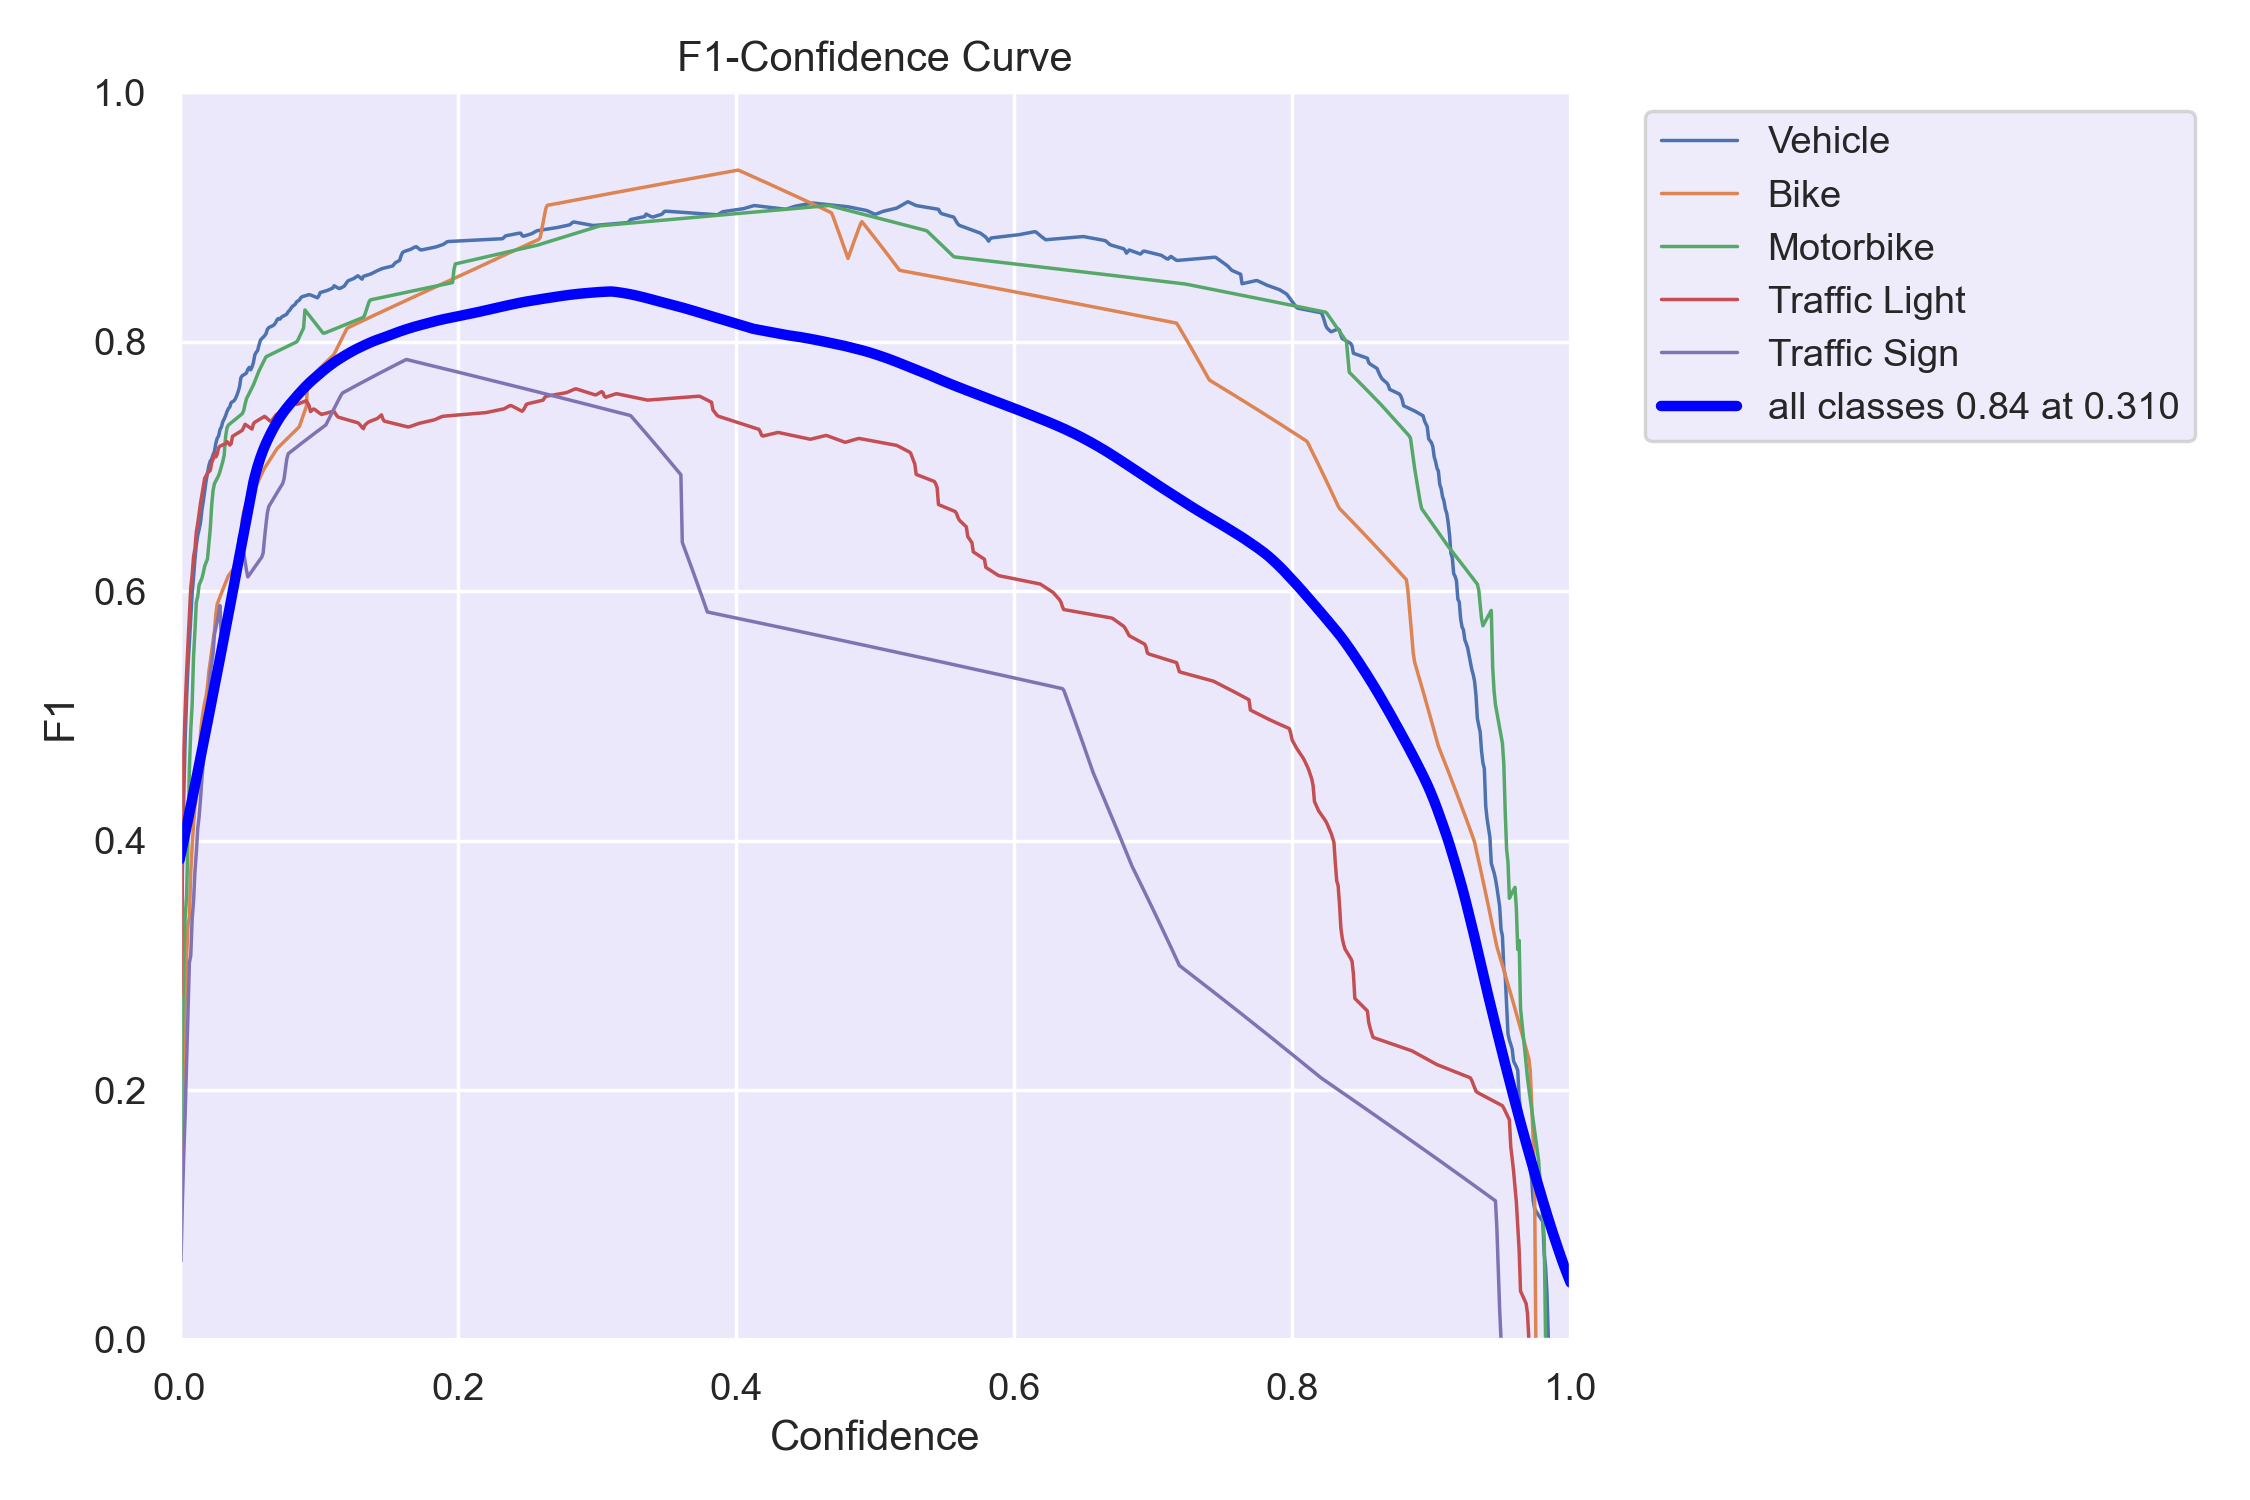 F1-Confidence Curve
1.0
0.8
0.6
0.4
0.2
0.0
F1
0.0 0.2 0.4 0.6 0.8 1.0
Confidence
Vehicle
Bike
Motorbike
Traffic Light
Traffic Sign
all classes 0.84 at 0.310